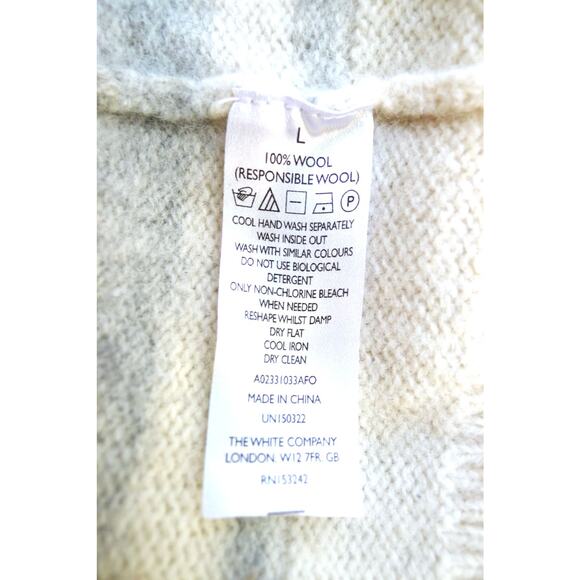 L
100% WOOL
(RESPONSIBLE WOOL)
P
COOL HAND WASH SEPARATELY
WASH INSIDE OUT
WASH WITH SIMILAR COLOURS
DO NOT USE BIOLOGICAL
DETERGENT
ONLY NON-CHLORINE BLEACH
WHEN NEEDED
RESHAPE WHILST DAMP
DRY FLAT
COOL IRON
DRY CLEAN
A02331033AFO
MADE IN CHINA
UN150322
THE WHITE COMPANY
LONDON. W12 7FR. GB
RN153242